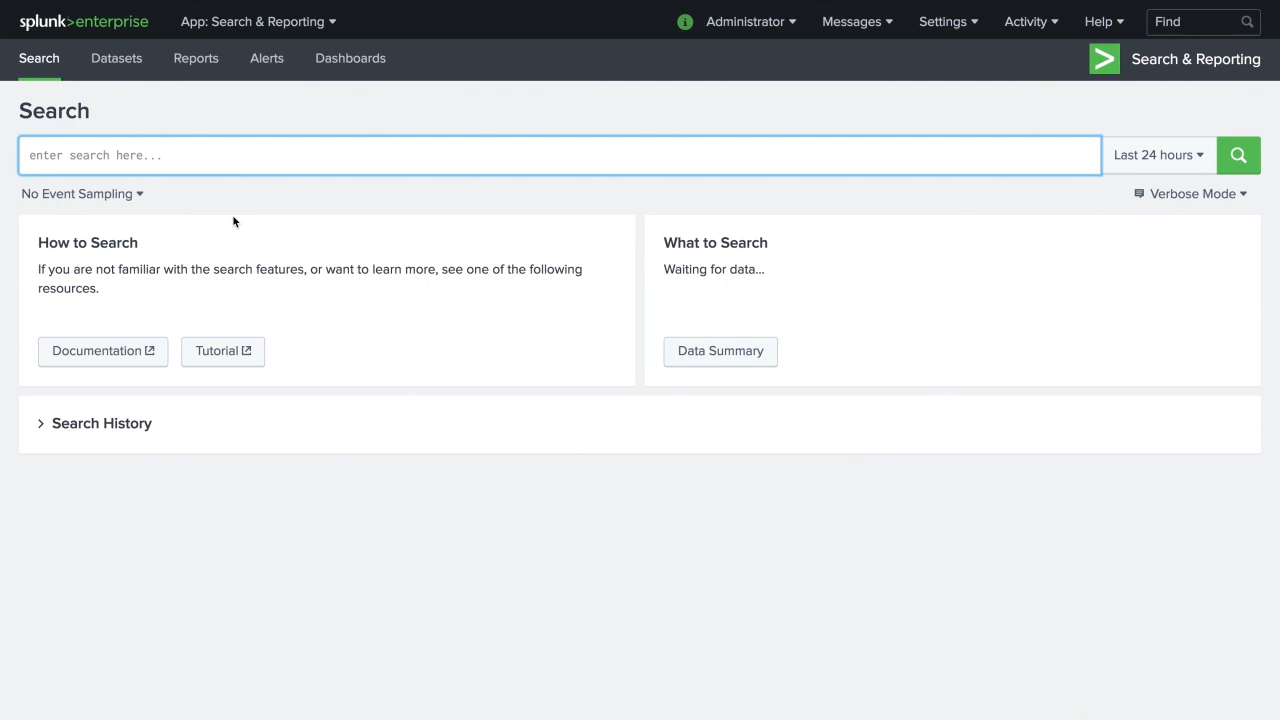 splunk>enterprise App: Search & Reporting Administrator Messages Settings Activity Help Find
Search Datasets Reports Alerts Dashboards > Search & Reporting
Search
enter search here... Last 24 hours
No Event Sampling Verbose Mode
How to Search
If you are not familiar with the search features, or want to learn more, see one of the following
resources.
Documentation Tutorial
What to Search
Waiting for data...
Data Summary
Search History